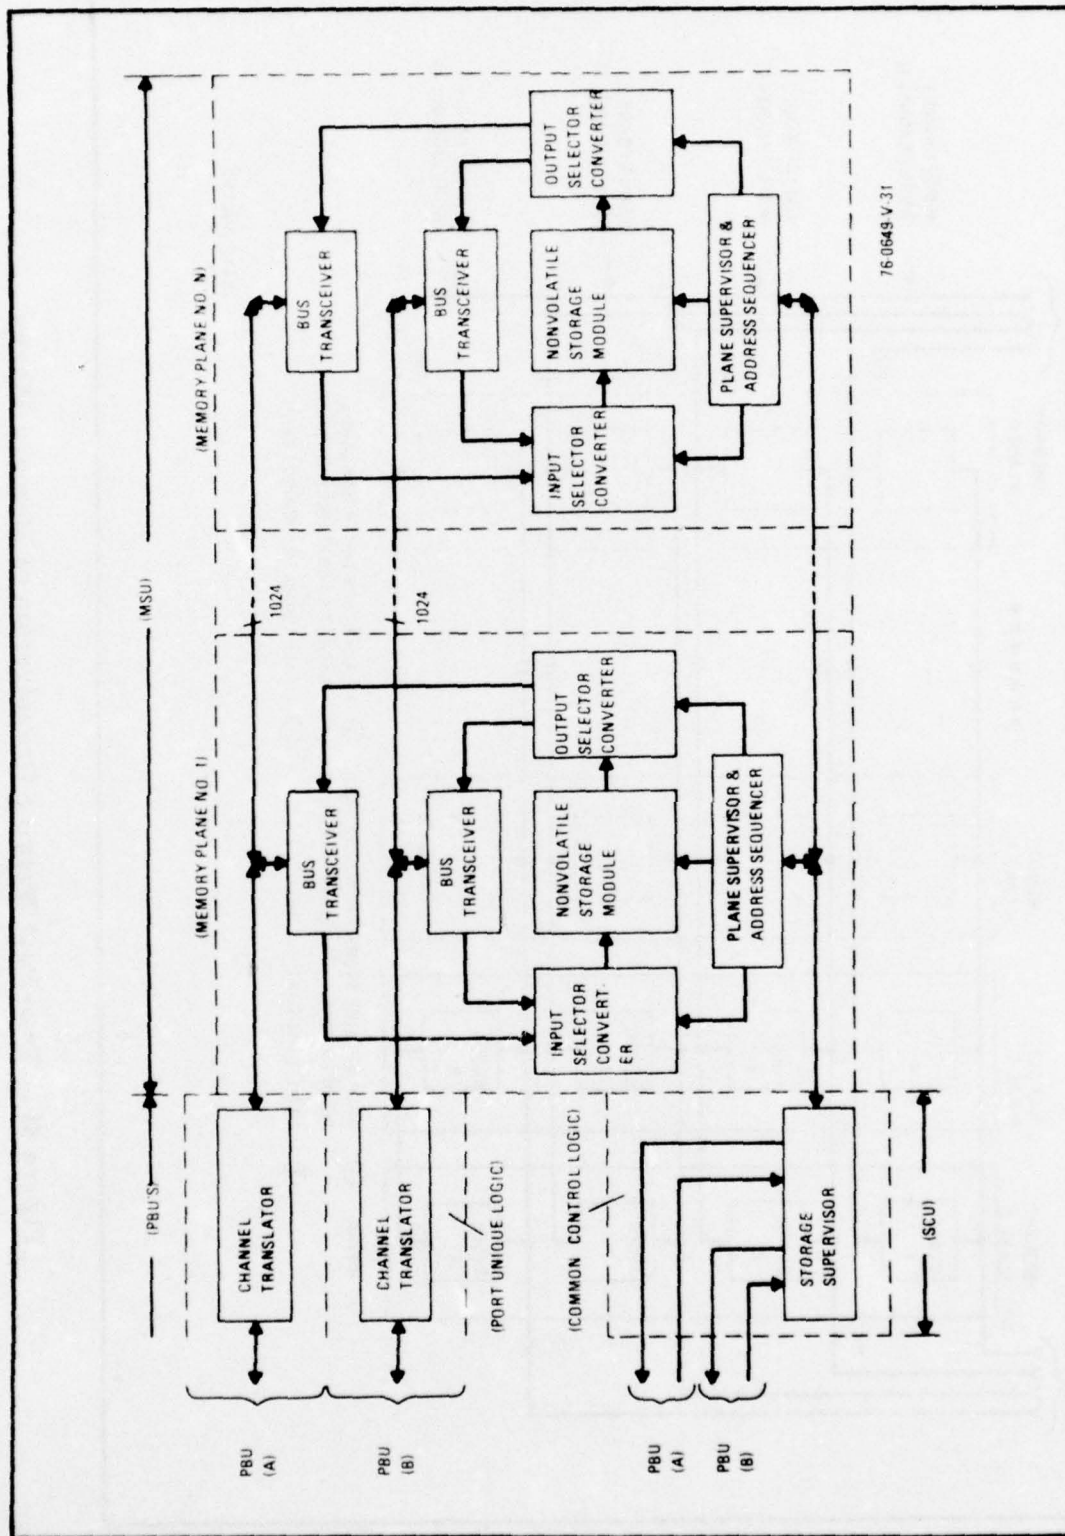 (PBU'S)
(MSU)
(MEMORY PLANE NO 1)
(MEMORY PLANE NO. N)
PBU
(A)
CHANNEL
TRANSLATOR
BUS
TRANSCEIVER
1024
BUS
TRANSCEIVER
PBU
(B)
CHANNEL
TRANSLATOR
BUS
TRANSCEIVER
1024
BUS
TRANSCEIVER
(PORT UNIQUE LOGIC)
INPUT
SELECTOR
CONVERT-
ER
NONVOLATILE
STORAGE
MODULE
OUTPUT
SELECTOR
CONVERTER
INPUT
SELECTOR
CONVERTER
NONVOLATILE
STORAGE
MODULE
OUTPUT
SELECTOR
CONVERTER
(COMMON CONTROL LOGIC)
PBU
(A)
PBU
(B)
STORAGE
SUPERVISOR
PLANE SUPERVISOR &
ADDRESS SEQUENCER
PLANE SUPERVISOR &
ADDRESS SEQUENCER
(SCU)
76-0649-V-31